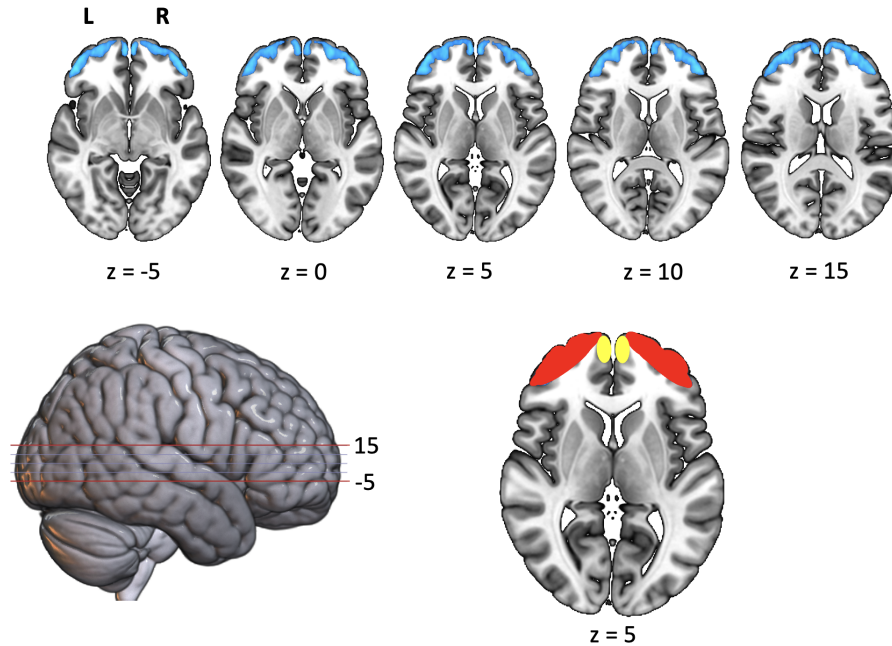 L R
z = -5 z = 0 z = 5 z = 10 z = 15
15
-5
z = 5